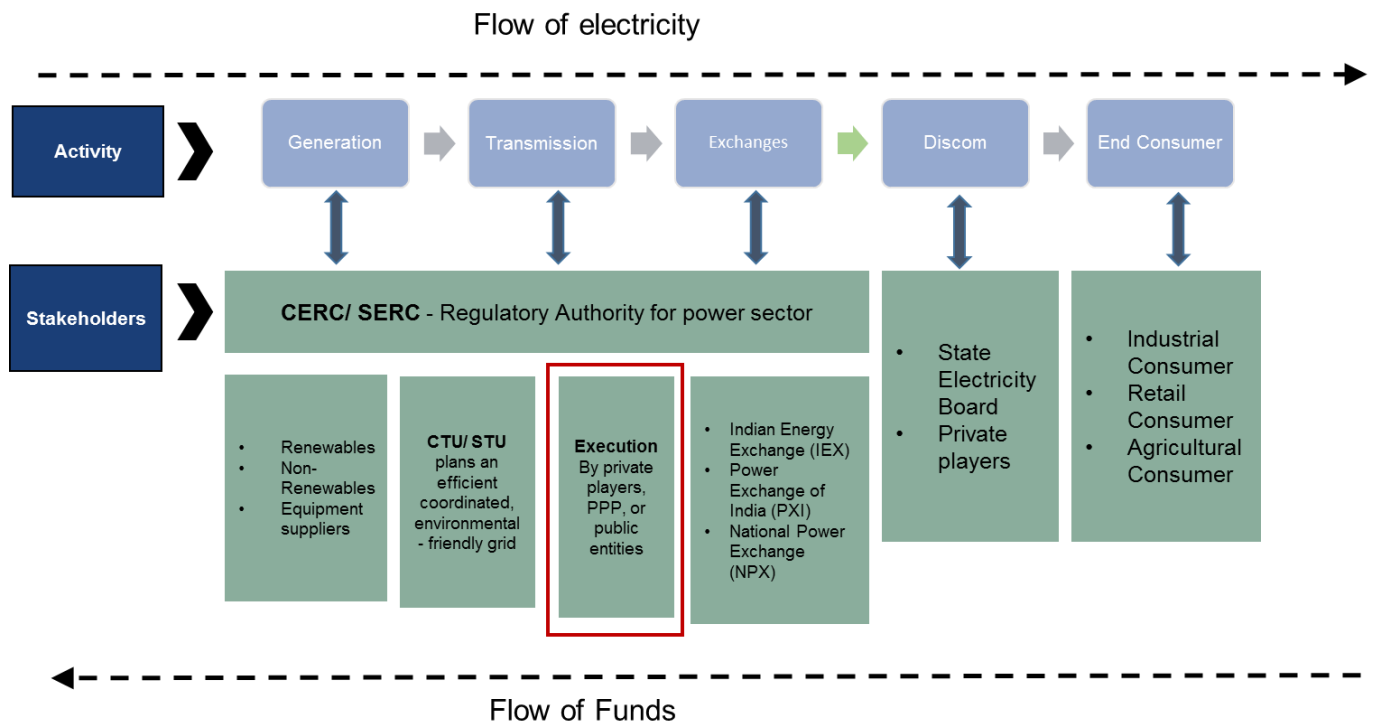 Flow of electricity
Activity
Generation
Transmission
Exchanges
Discom
End Consumer
Stakeholders
CERC/ SERC - Regulatory Authority for power sector
• Renewables
• Non-
Renewables
• Equipment
suppliers
CTU/ STU
plans an
efficient
coordinated,
environmental
- friendly grid
Execution
By private
players,
PPP, or
public
entities
• Indian Energy
Exchange (IEX)
• Power
Exchange of
India (PXI)
• National Power
Exchange
(NPX)
• State
Electricity
Board
• Private
players
• Industrial
Consumer
• Retail
Consumer
• Agricultural
Consumer
Flow of Funds